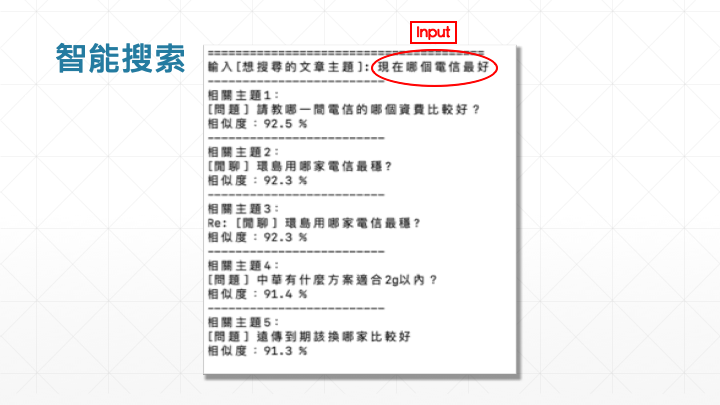 Input
智能搜索
========================================
輸入[想搜尋的文章主題]: 現在哪個電信最好
-------------------------
相關主題1:
[問題] 請教哪一間電信的哪個資費比較好？
相似度：92.5 %
-------------------------
相關主題2:
[閒聊] 環島用哪家電信最穩?
相似度：92.3 %
-------------------------
相關主題3:
Re: [閒聊] 環島用哪家電信最穩?
相似度：92.3 %
-------------------------
相關主題4:
[問題] 中華有什麼方案適合2g以內？
相似度：91.4 %
-------------------------
相關主題5:
[問題] 遠傳到期該換哪家比較好
相似度：91.3 %